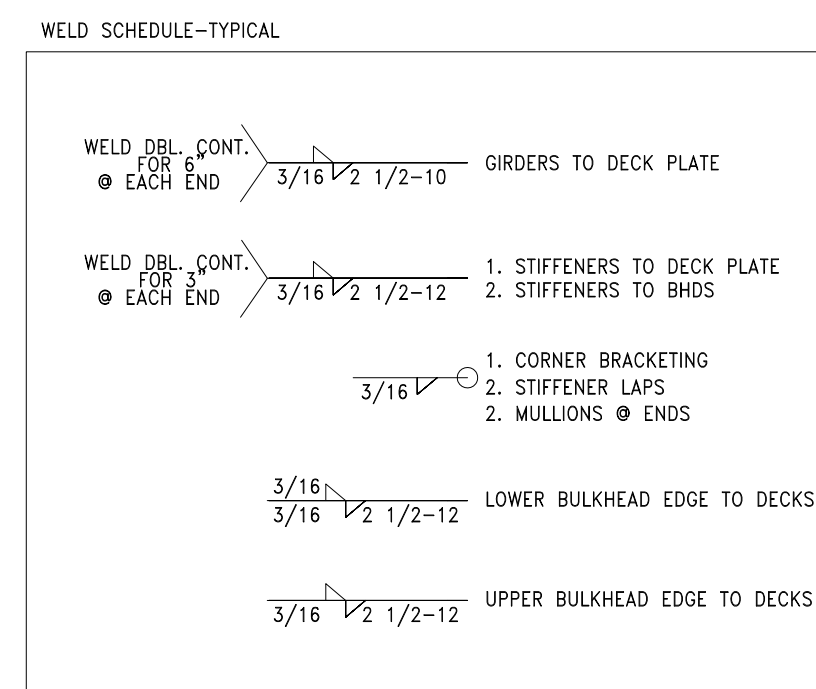 WELD SCHEDULE-TYPICAL
WELD DBL. CONT.
FOR 6"
@ EACH END
3/16 2 1/2-10
GIRDERS TO DECK PLATE
WELD DBL. CONT.
FOR 3"
@ EACH END
3/16 2 1/2-12
1. STIFFENERS TO DECK PLATE
2. STIFFENERS TO BHDS
3/16
1. CORNER BRACKETING
2. STIFFENER LAPS
2. MULLIONS @ ENDS
3/16
3/16 2 1/2-12
LOWER BULKHEAD EDGE TO DECKS
3/16 2 1/2-12
UPPER BULKHEAD EDGE TO DECKS